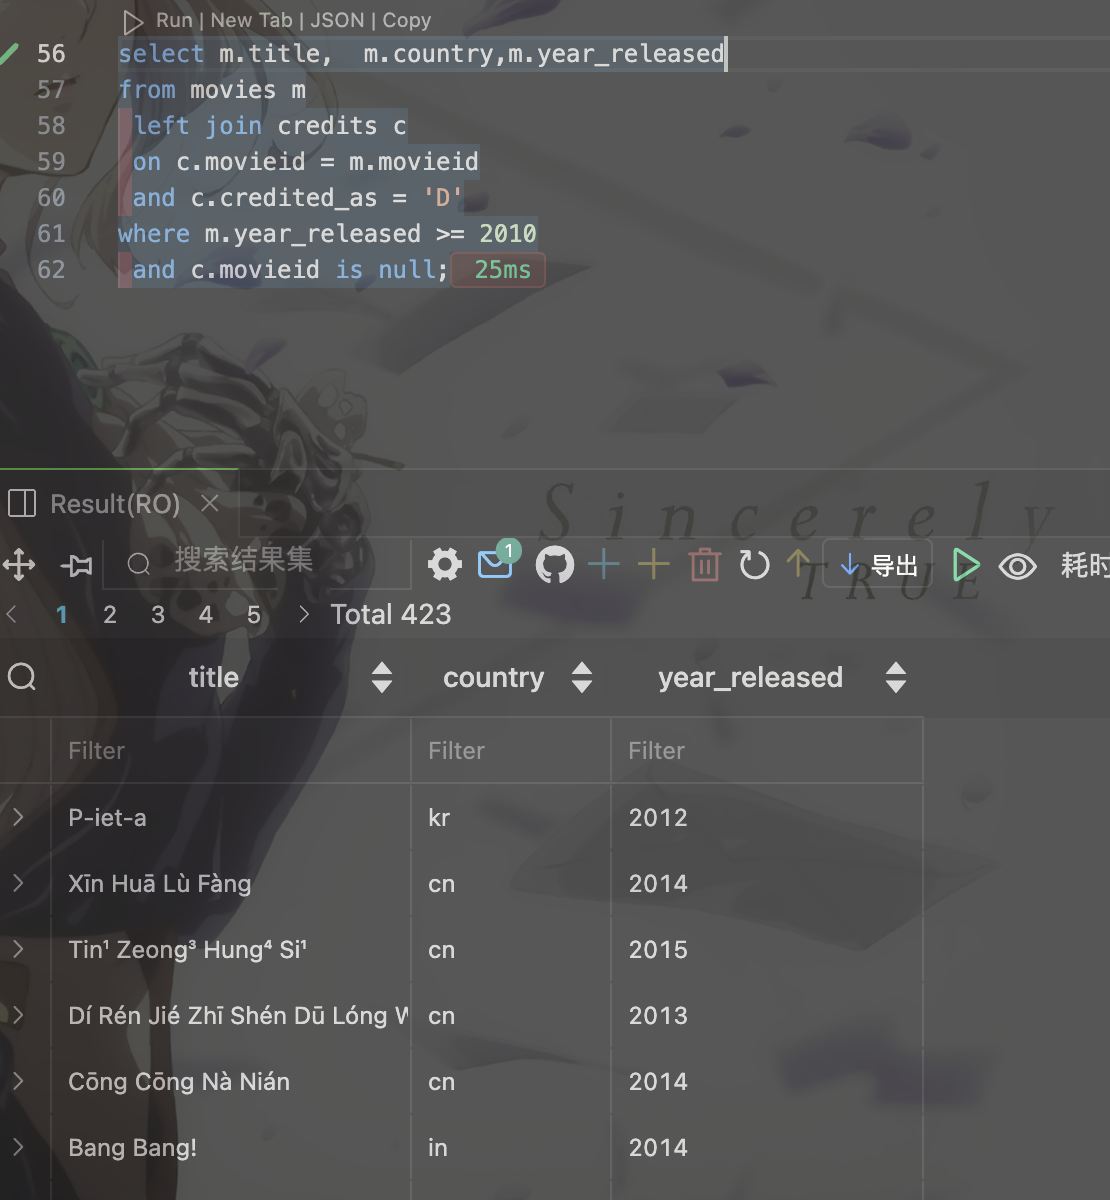 Run | New Tab | JSON | Copy
56 select m.title,  m.country,m.year_released
57 from movies m
58 left join credits c
59 on c.movieid = m.movieid
60 and c.credited_as = 'D'
61 where m.year_released >= 2010
62 and c.movieid is null; 25ms
Sincerely
TRUE
Result(RO)
搜索结果集 1 导出 耗时
1 2 3 4 5 Total 423
title country year_released
Filter Filter Filter
P-iet-a kr 2012
Xīn Huā Lù Fàng cn 2014
Tin¹ Zeong³ Hung⁴ Si¹ cn 2015
Dí Rén Jié Zhī Shén Dū Lóng W cn 2013
Cōng Cōng Nà Nián cn 2014
Bang Bang! in 2014